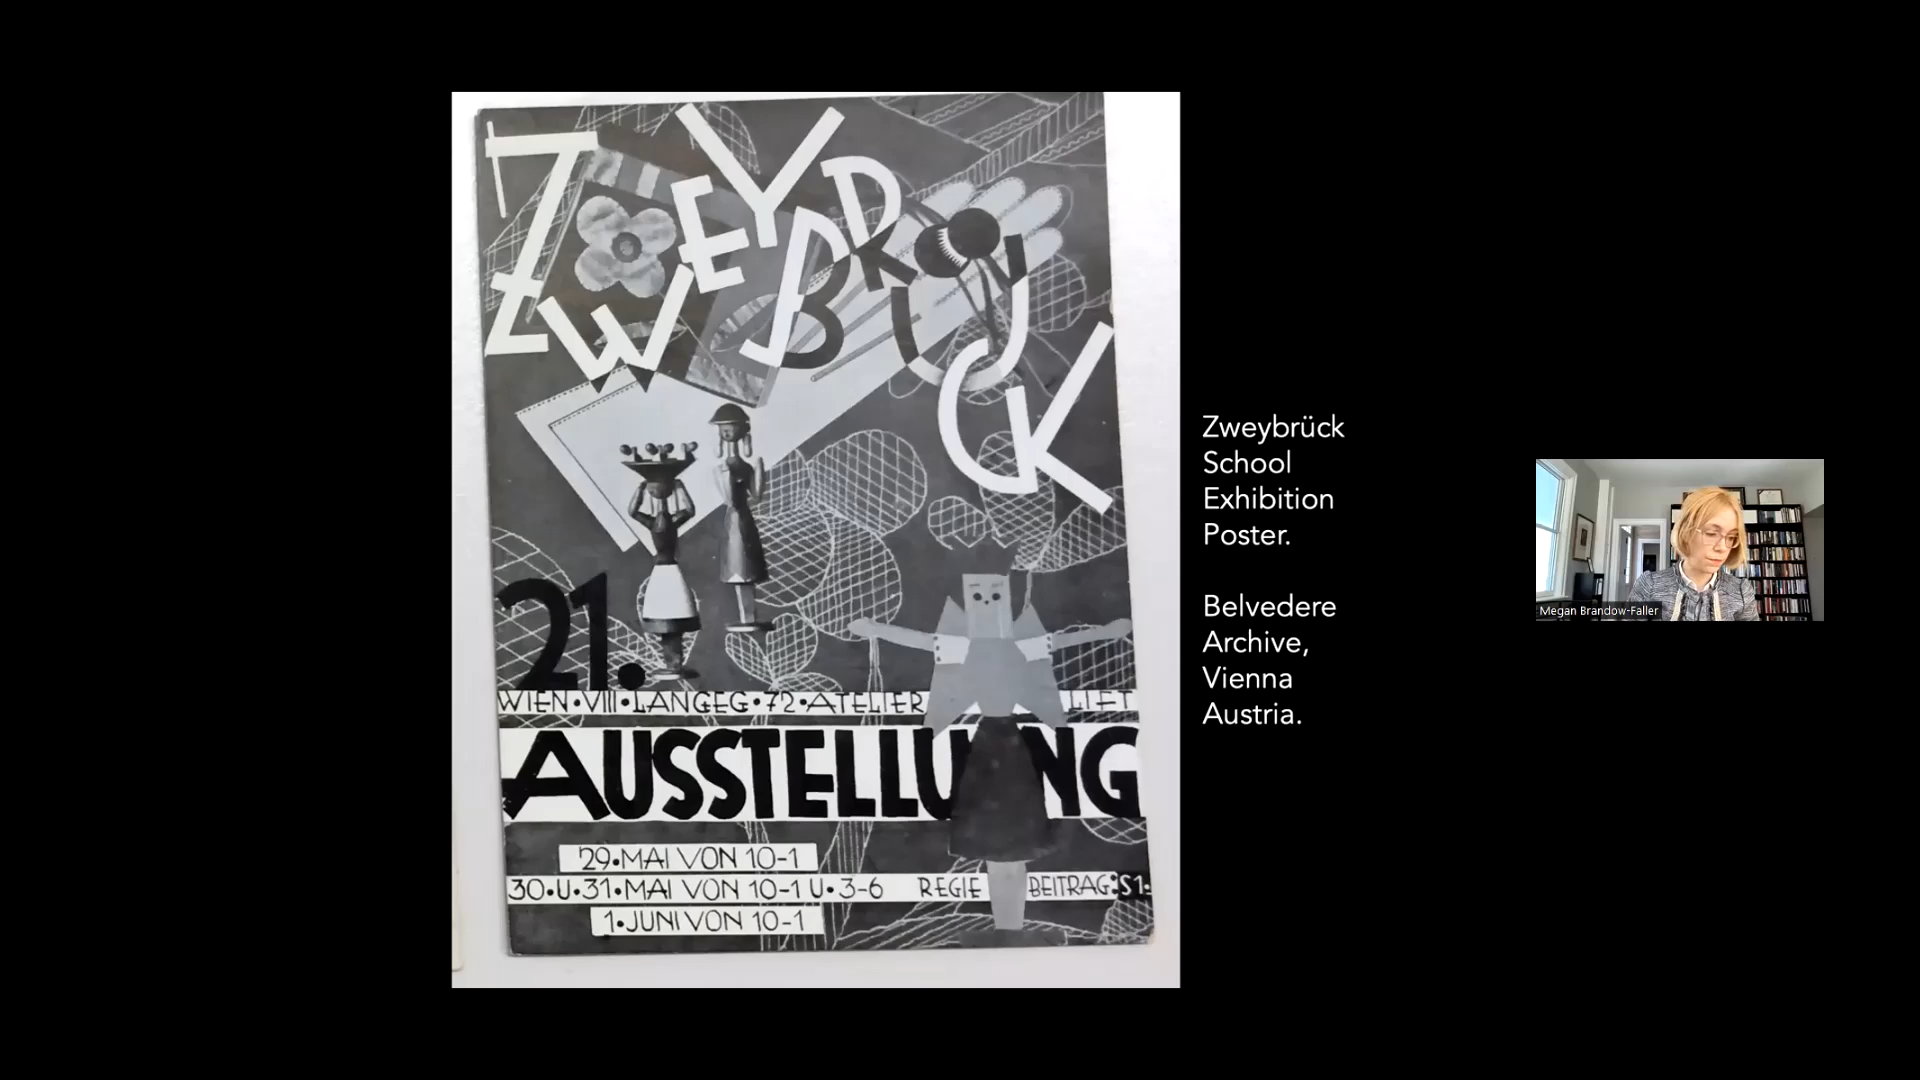 ZWEYBRÜCK
21.
WIEN•VIII•LANGEG•72•ATELIER LIFT
AUSSTELLUNG
29•MAI VON 10-1
30•U•31•MAI VON 10-1 U•3-6 REGIE BEITRAG:S1•
1•JUNI VON 10-1
Zweybrück
School
Exhibition
Poster.
Belvedere
Archive,
Vienna
Austria.
Megan Brandow-Faller